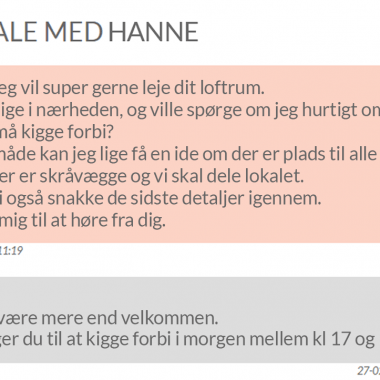 ALE MED HANNE
eg vil super gerne leje dit loftrum.
ige i nærheden, og ville spørge om jeg hurtigt om
må kigge forbi?
måde kan jeg lige få en ide om der er plads til alle
er er skråvægge og vi skal dele lokalet.
i også snakke de sidste detaljer igennem.
mig til at høre fra dig.
11:19
være mere end velkommen.
ger du til at kigge forbi i morgen mellem kl 17 og
27-0